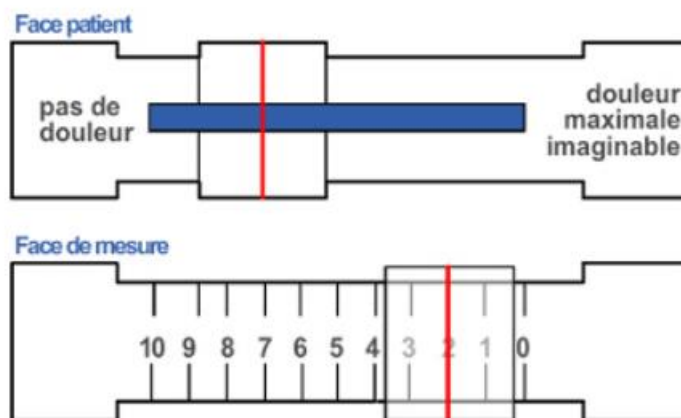 Face patient
pas de
douleur
douleur
maximale
imaginable
Face de mesure
10 9 8 7 6 5 4 3 2 1 0